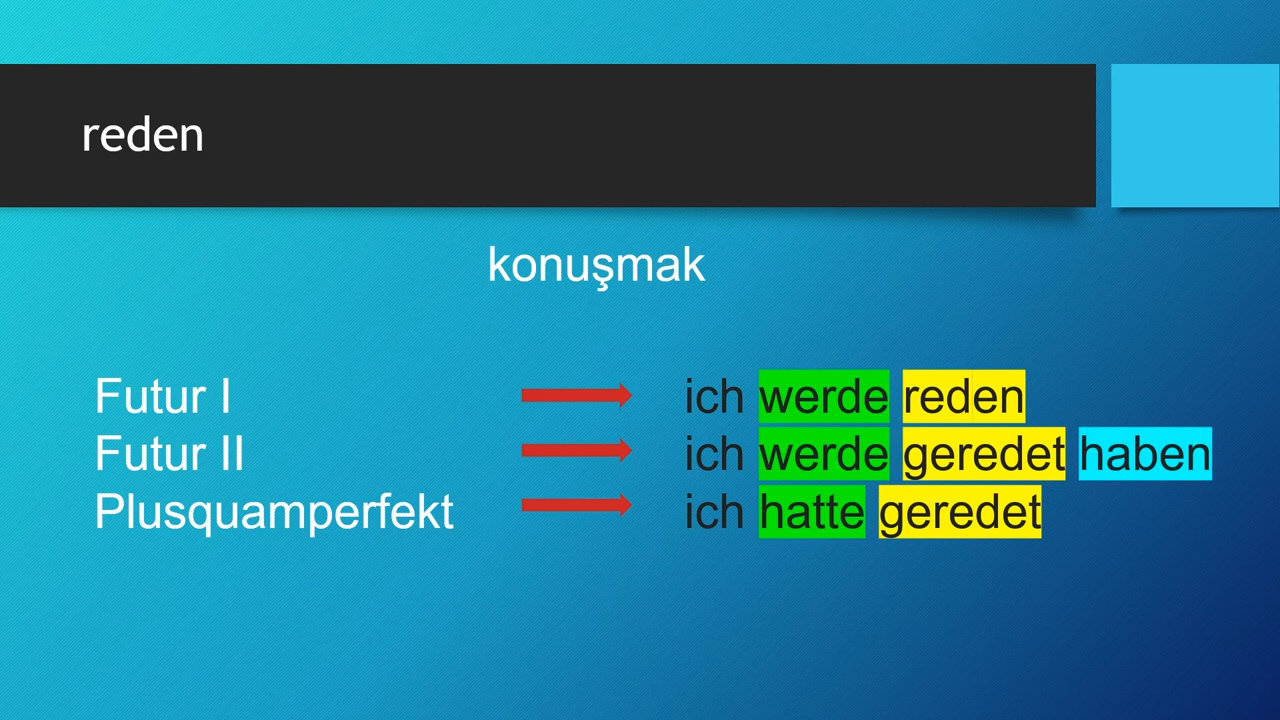 reden
konuşmak
Futur I ich werde reden
Futur II ich werde geredet haben
Plusquamperfekt ich hatte geredet